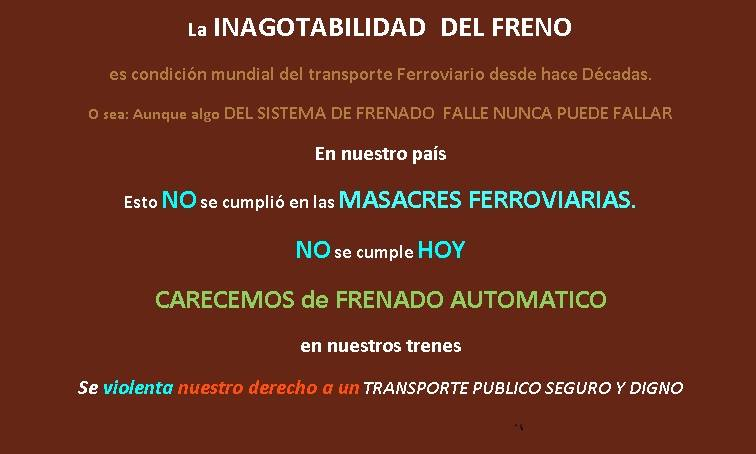 La INAGOTABILIDAD DEL FRENO
es condición mundial del transporte Ferroviario desde hace Décadas.
O sea: Aunque algo DEL SISTEMA DE FRENADO FALLE NUNCA PUEDE FALLAR
En nuestro país
Esto NO se cumplió en las MASACRES FERROVIARIAS.
NO se cumple HOY
CARECEMOS de FRENADO AUTOMATICO
en nuestros trenes
Se violenta nuestro derecho a un TRANSPORTE PUBLICO SEGURO Y DIGNO